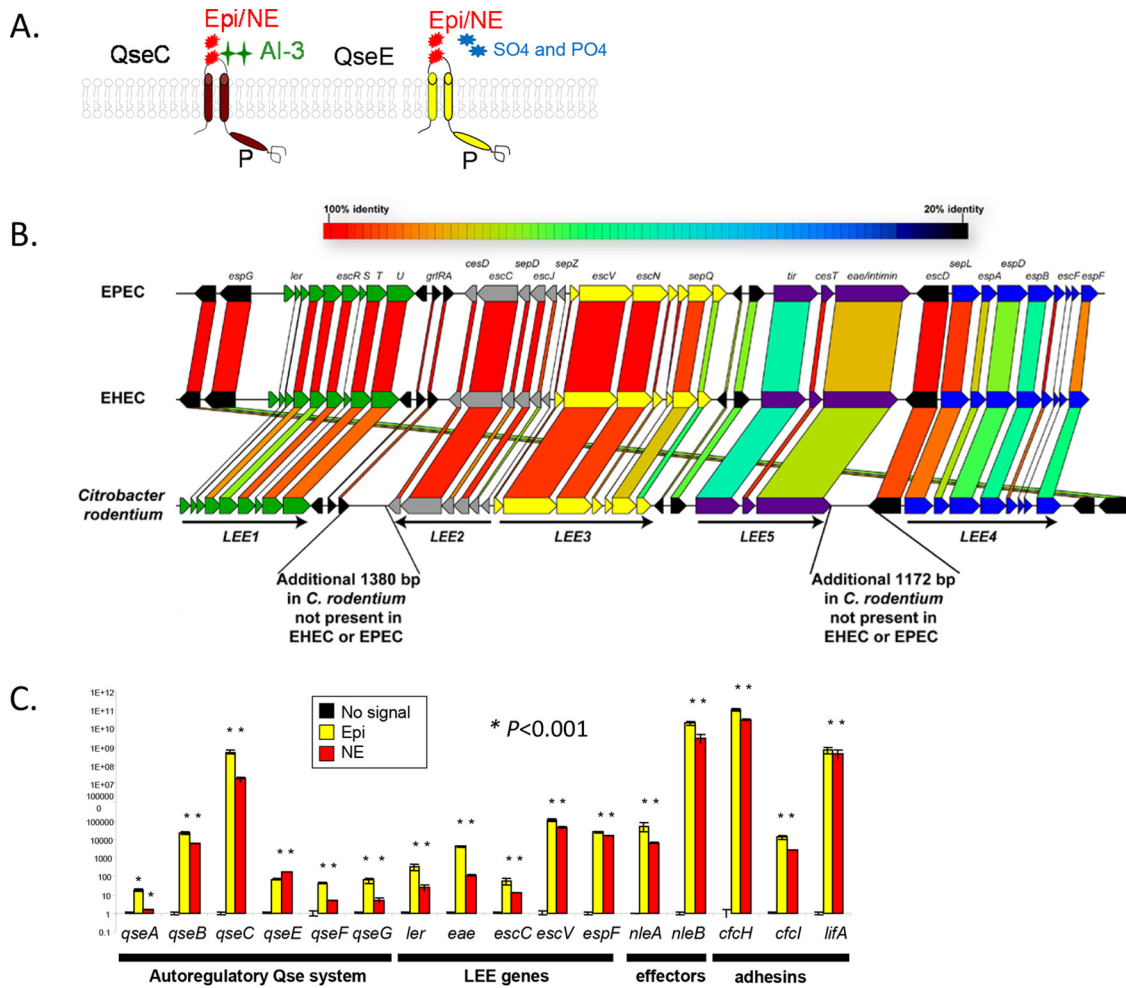 A.
Epi/NE
QseC
AI-3
P
Epi/NE
QseE
SO4 and PO4
P
B.
100% identity
20% identity
espG ler escR S T U grlRA cesD escC sepD escJ sepZ escV escN sepQ tir cesT eae/intimin escD sepL espA espD espB escF espF
EPEC
EHEC
Citrobacter
rodentium
LEE1 LEE2 LEE3 LEE5 LEE4
Additional 1380 bp
in C. rodentium
not present in
EHEC or EPEC
Additional 1172 bp
in C. rodentium
not present in
EHEC or EPEC
C.
No signal
Epi
NE
* P<0.001
1E+12
1E+11
1E+10
1E+09
1E+08
1E+07
100000
0
100000
10000
1000
100
10
1
* * * * * * * * * * * * * * * * * * * * * * * * * * * * * * * *
qseA qseB qseC qseE qseF qseG ler eae escC escV espF nleA nleB cfcH cfcI lifA
Autoregulatory Qse system LEE genes effectors adhesins